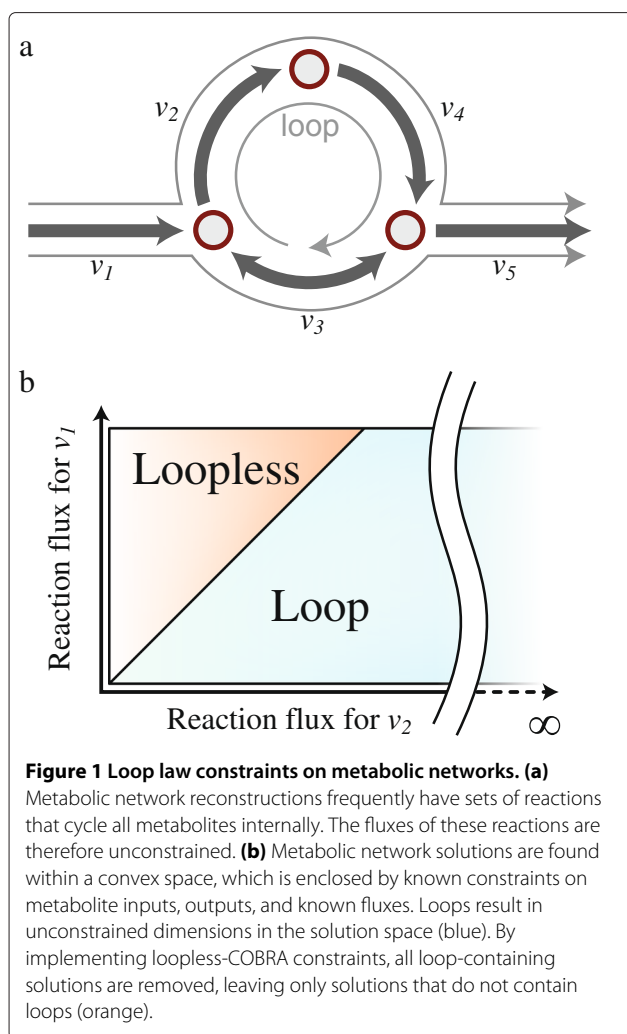 a
v2
v4
loop
v1
v3
v5
b
Reaction flux for v1
Loopless
Loop
Reaction flux for v2
∞
Figure 1 Loop law constraints on metabolic networks. (a)
Metabolic network reconstructions frequently have sets of reactions
that cycle all metabolites internally. The fluxes of these reactions are
therefore unconstrained. (b) Metabolic network solutions are found
within a convex space, which is enclosed by known constraints on
metabolite inputs, outputs, and known fluxes. Loops result in
unconstrained dimensions in the solution space (blue). By
implementing loopless-COBRA constraints, all loop-containing
solutions are removed, leaving only solutions that do not contain
loops (orange).